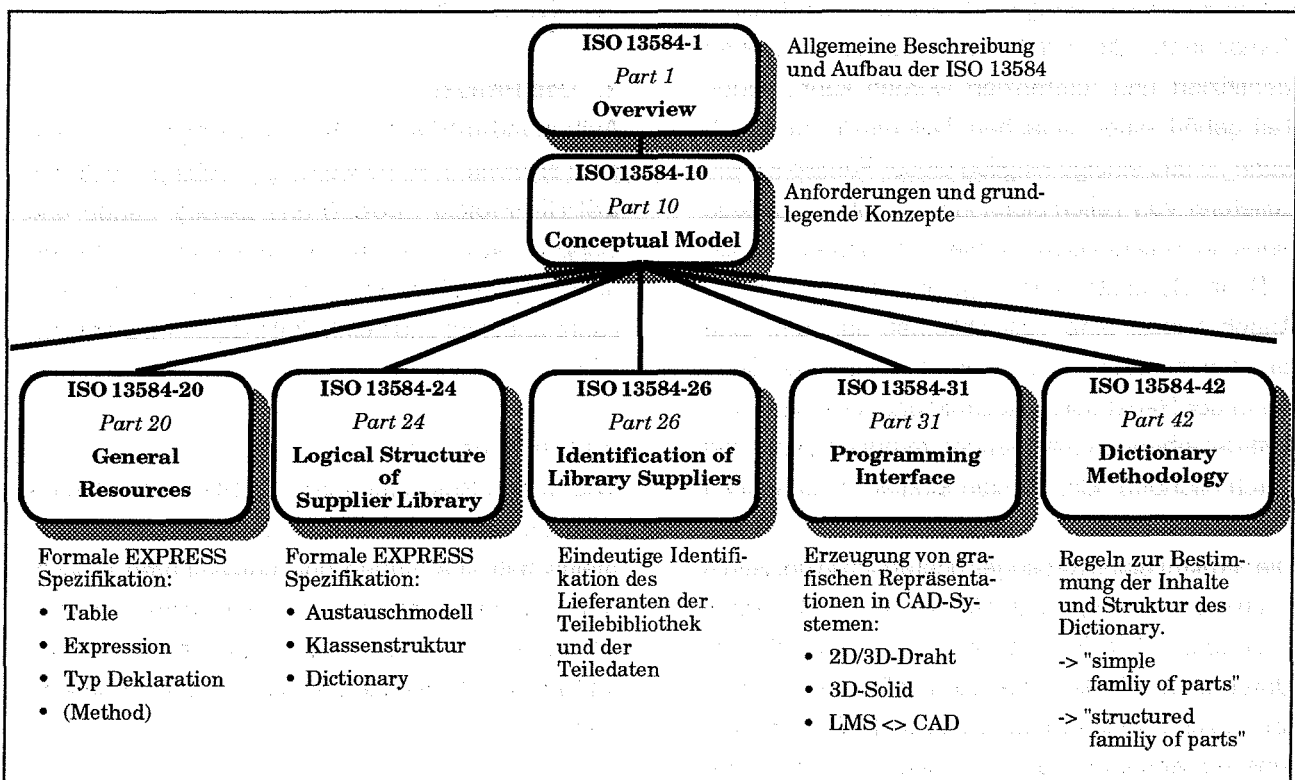 ISO 13584-1
Part 1
Overview
Allgemeine Beschreibung
und Aufbau der ISO 13584
ISO 13584-10
Part 10
Conceptual Model
Anforderungen und grund-
legende Konzepte
ISO 13584-20
Part 20
General
Resources
Formale EXPRESS
Spezifikation:
• Table
• Expression
• Typ Deklaration
• (Method)
ISO 13584-24
Part 24
Logical Structure
of
Supplier Library
Formale EXPRESS
Spezifikation:
• Austauschmodell
• Klassenstruktur
• Dictionary
ISO 13584-26
Part 26
Identification of
Library Suppliers
Eindeutige Identifi-
kation des
Lieferanten der
Teilebibliothek
und der
Teiledaten
ISO 13584-31
Part 31
Programming
Interface
Erzeugung von gra-
fischen Repräsenta-
tionen in CAD-Sy-
stemen:
• 2D/3D-Draht
• 3D-Solid
• LMS <> CAD
ISO 13584-42
Part 42
Dictionary
Methodology
Regeln zur Bestim-
mung der Inhalte
und Struktur des
Dictionary.
-> "simple
famliy of parts"
-> "structured
familiy of parts"